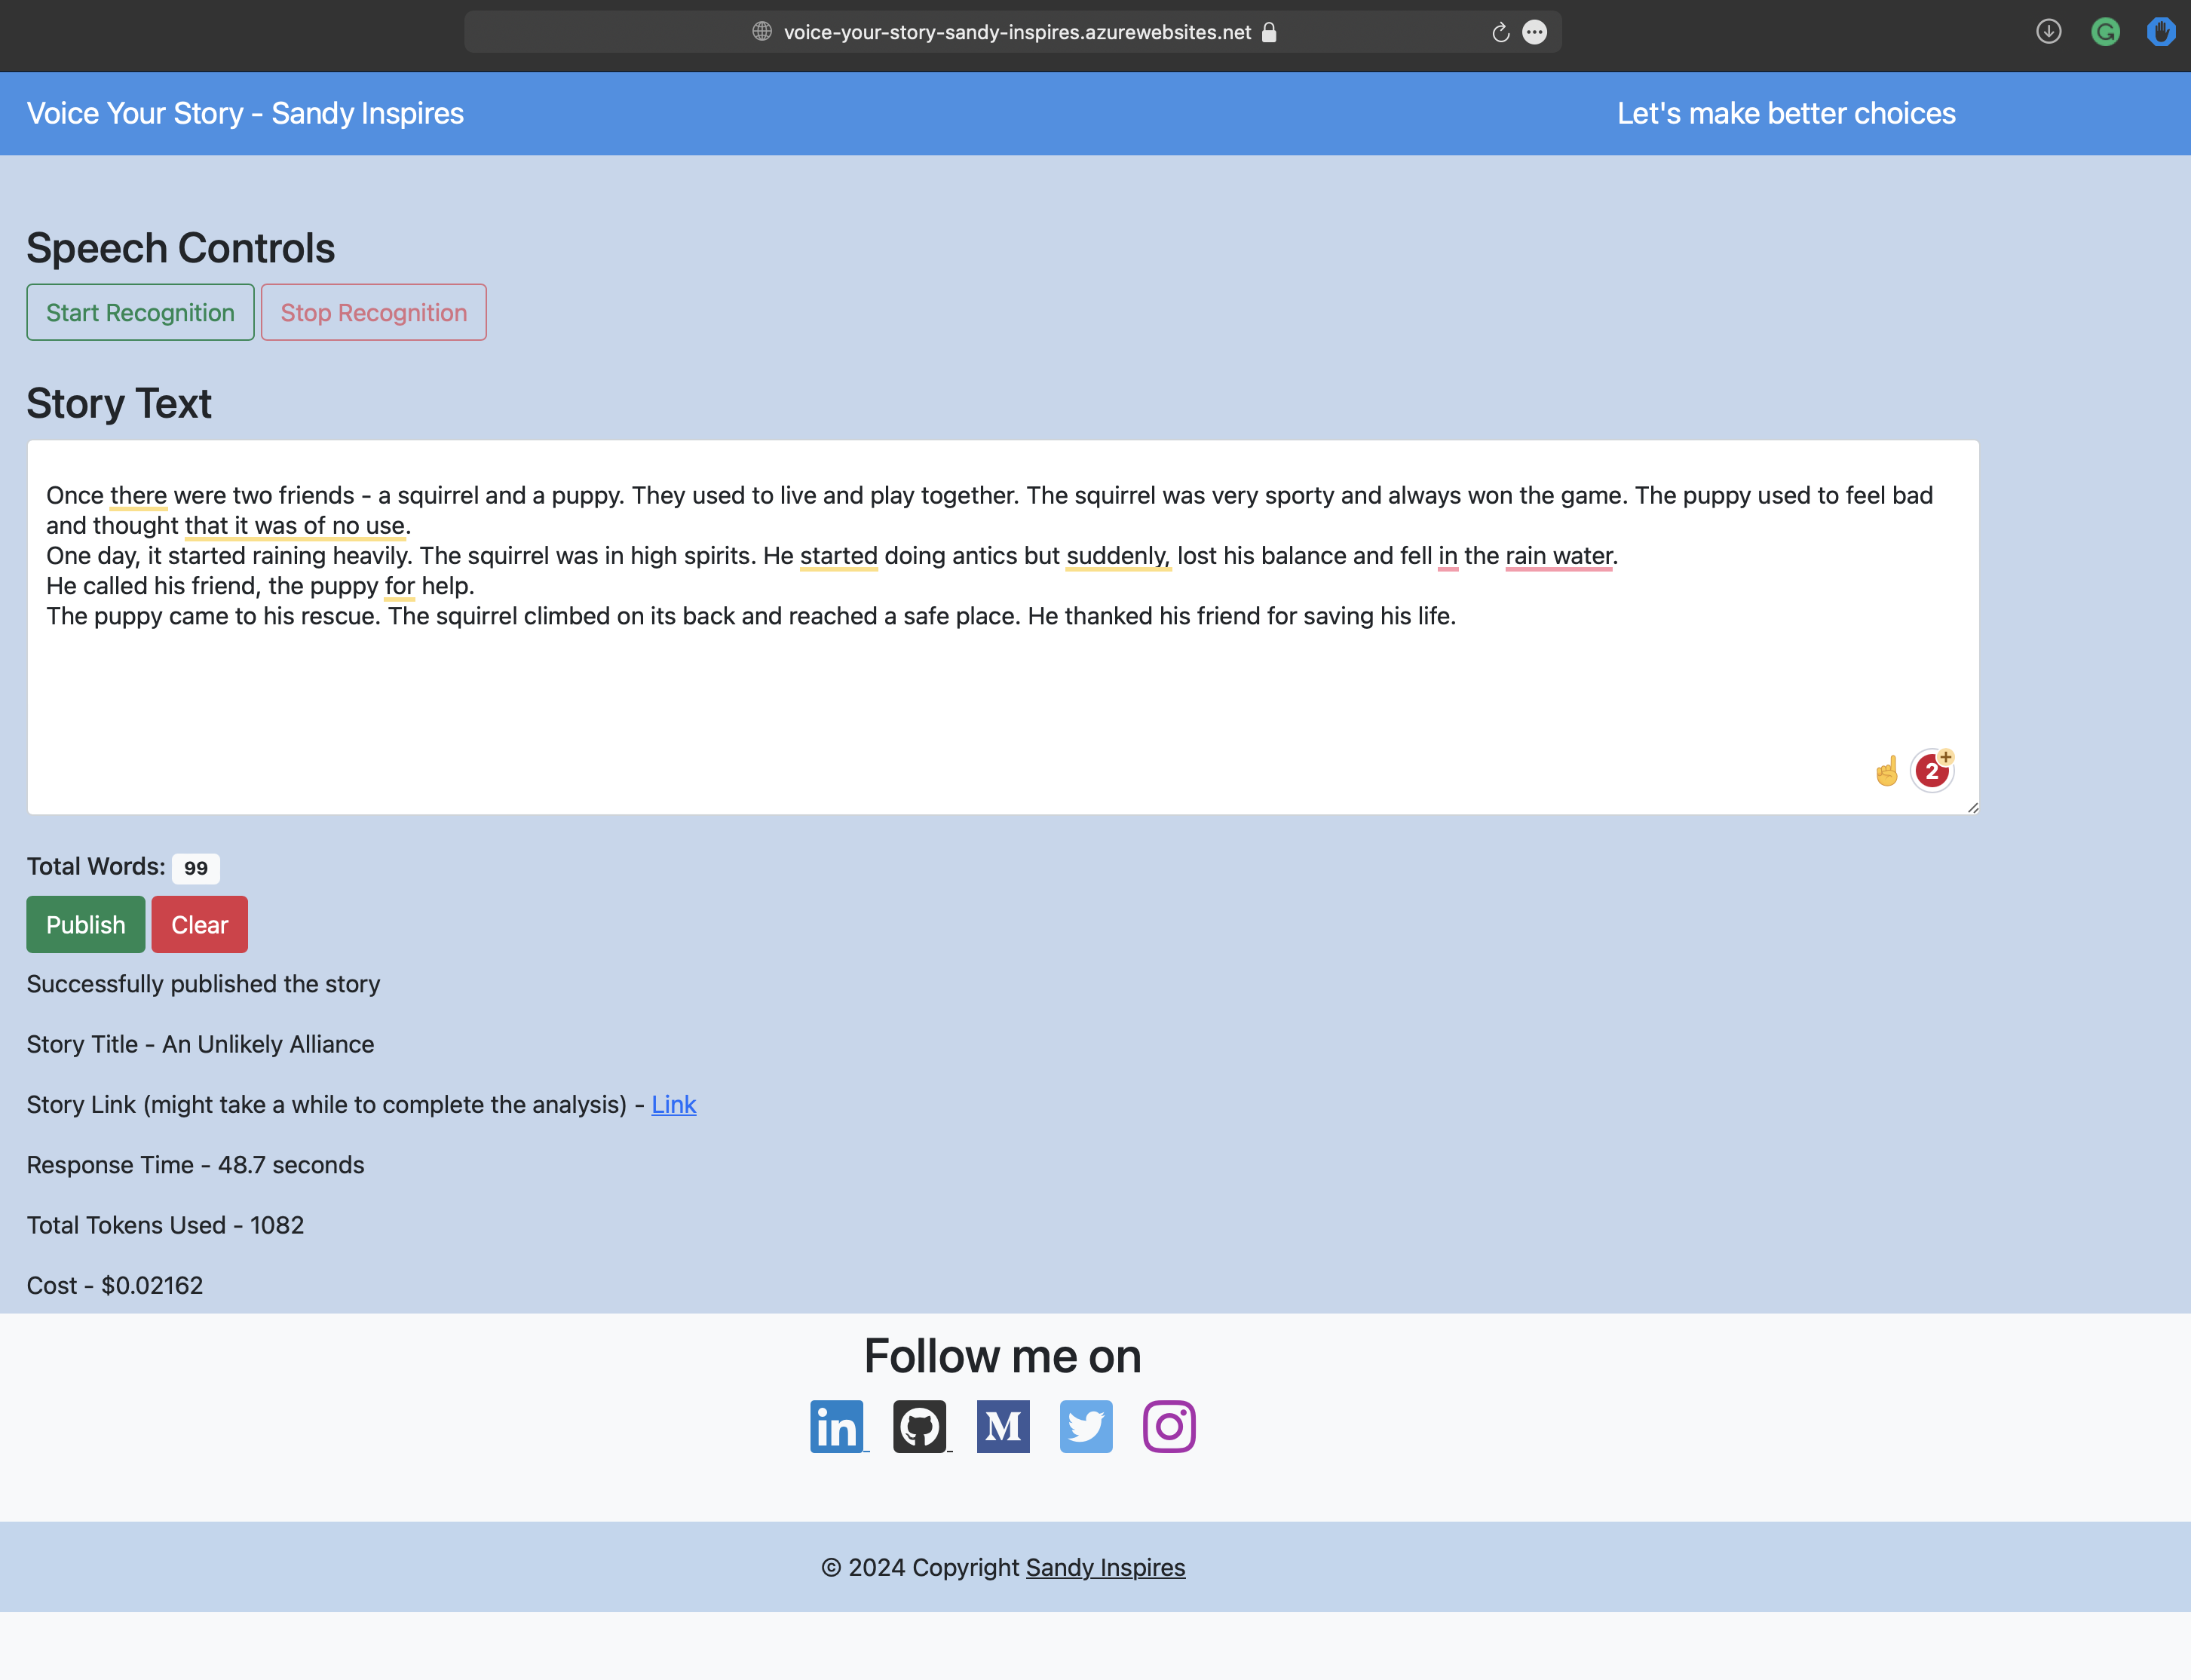 voice-your-story-sandy-inspires.azurewebsites.net
Voice Your Story - Sandy Inspires
Let's make better choices
Speech Controls
Start Recognition
Stop Recognition
Story Text
Once there were two friends - a squirrel and a puppy. They used to live and play together. The squirrel was very sporty and always won the game. The puppy used to feel bad
and thought that it was of no use.
One day, it started raining heavily. The squirrel was in high spirits. He started doing antics but suddenly, lost his balance and fell in the rain water.
He called his friend, the puppy for help.
The puppy came to his rescue. The squirrel climbed on its back and reached a safe place. He thanked his friend for saving his life.
2
Total Words: 99
Publish
Clear
Successfully published the story
Story Title - An Unlikely Alliance
Story Link (might take a while to complete the analysis) - Link
Response Time - 48.7 seconds
Total Tokens Used - 1082
Cost - $0.02162
Follow me on
in
M
© 2024 Copyright Sandy Inspires